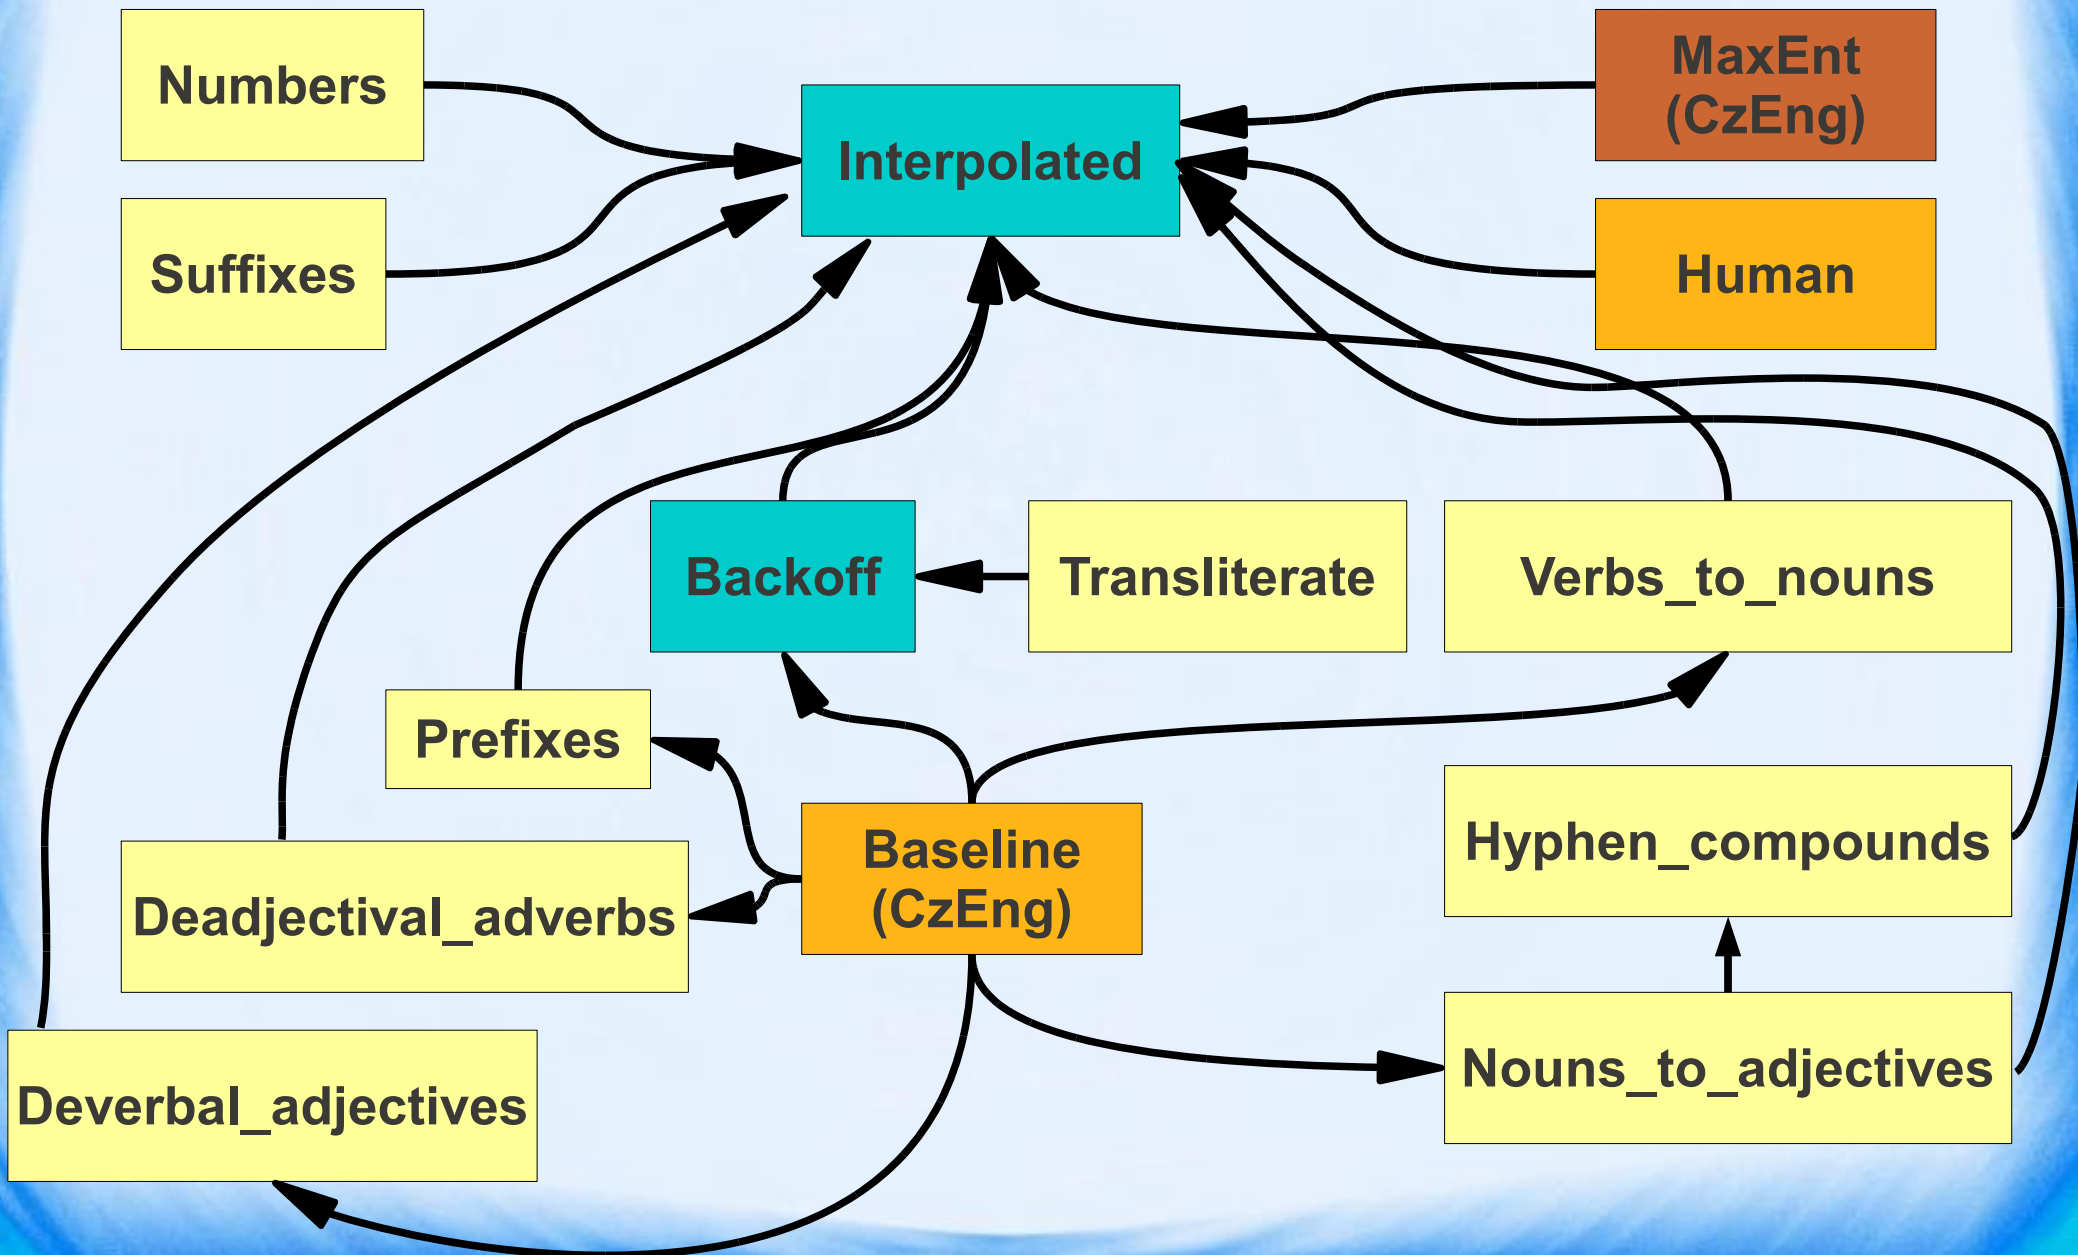 Numbers
MaxEnt
(CzEng)
Interpolated
Suffixes
Human
Backoff
Transliterate
Verbs_to_nouns
Prefixes
Baseline
(CzEng)
Hyphen_compounds
Deadjectival_adverbs
Nouns_to_adjectives
Deverbal_adjectives